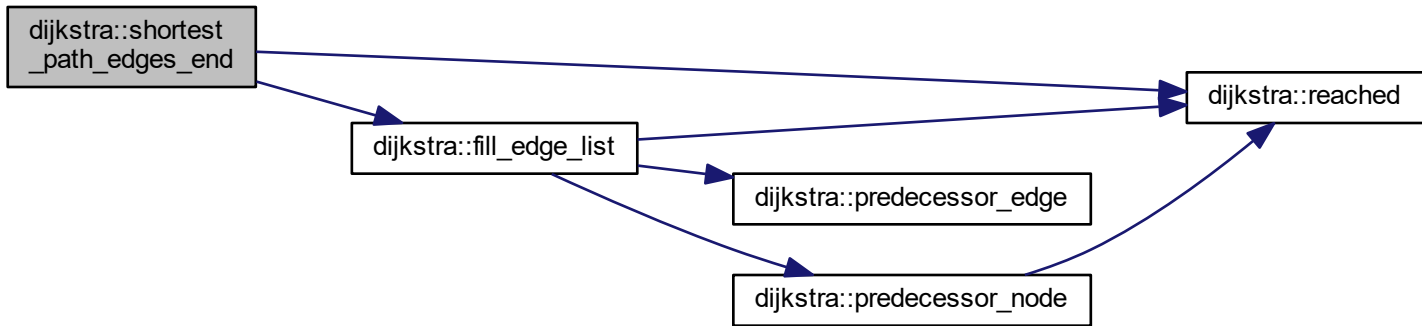 dijkstra::shortest
_path_edges_end
dijkstra::reached
dijkstra::fill_edge_list
dijkstra::predecessor_edge
dijkstra::predecessor_node